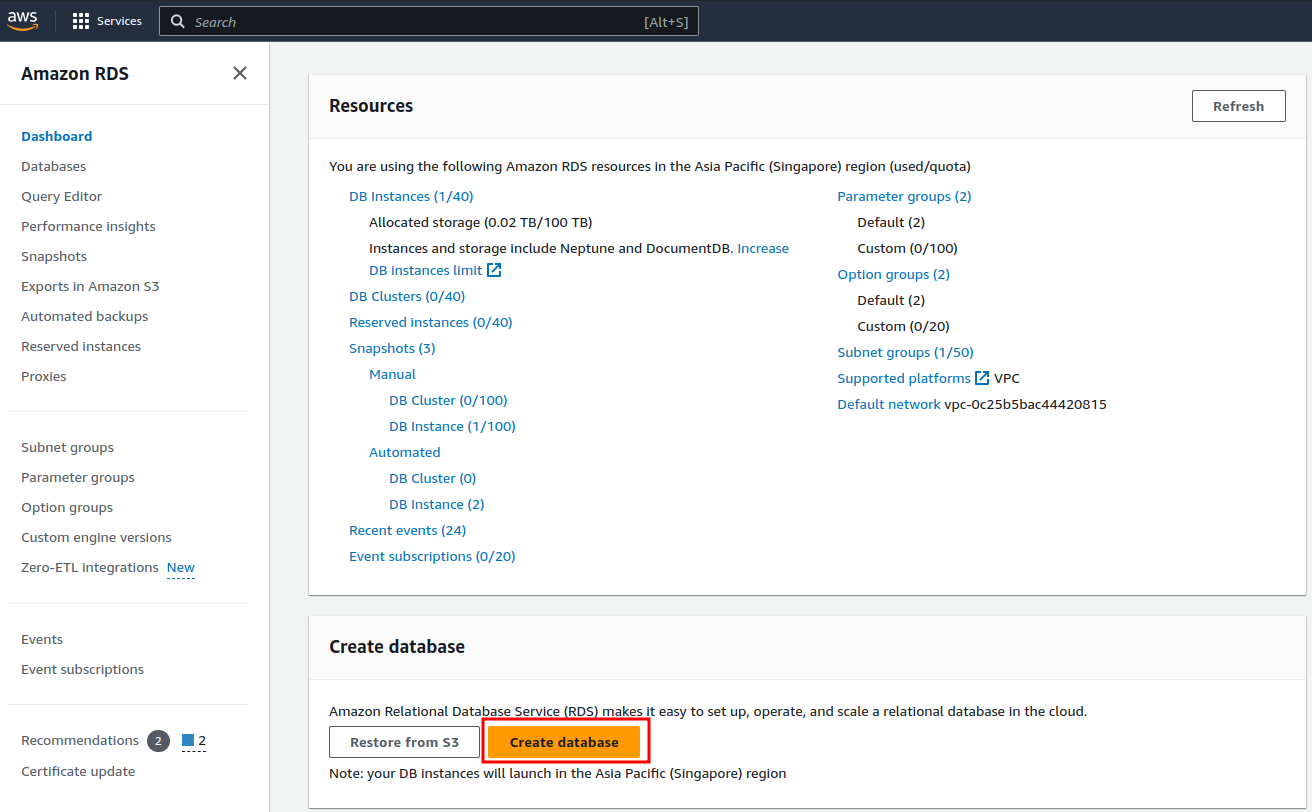 aws
Services
Search
[Alt+S]
Amazon RDS
Dashboard
Databases
Query Editor
Performance insights
Snapshots
Exports in Amazon S3
Automated backups
Reserved instances
Proxies
Subnet groups
Parameter groups
Option groups
Custom engine versions
Zero-ETL integrations New
Events
Event subscriptions
Recommendations 2 2
Certificate update
Resources
Refresh
You are using the following Amazon RDS resources in the Asia Pacific (Singapore) region (used/quota)
DB Instances (1/40)
Allocated storage (0.02 TB/100 TB)
Instances and storage include Neptune and DocumentDB. Increase
DB instances limit
DB Clusters (0/40)
Reserved instances (0/40)
Snapshots (3)
Manual
DB Cluster (0/100)
DB Instance (1/100)
Automated
DB Cluster (0)
DB Instance (2)
Recent events (24)
Event subscriptions (0/20)
Parameter groups (2)
Default (2)
Custom (0/100)
Option groups (2)
Default (2)
Custom (0/20)
Subnet groups (1/50)
Supported platforms VPC
Default network vpc-0c25b5bac44420815
Create database
Amazon Relational Database Service (RDS) makes it easy to set up, operate, and scale a relational database in the cloud.
Restore from S3
Create database
Note: your DB instances will launch in the Asia Pacific (Singapore) region